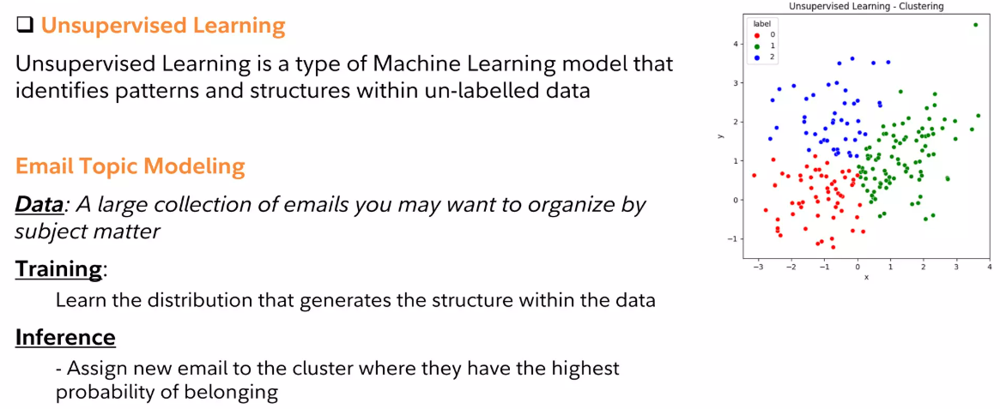 ❑ Unsupervised Learning
Unsupervised Learning is a type of Machine Learning model that
identifies patterns and structures within un-labelled data
Email Topic Modeling
Data: A large collection of emails you may want to organize by
subject matter
Training:
Learn the distribution that generates the structure within the data
Inference
- Assign new email to the cluster where they have the highest
probability of belonging
Unsupervised Learning - Clustering
label
0
1
2
4
3
2
1
0
−1
y
−3 −2 −1 0 1 2 3 4
x